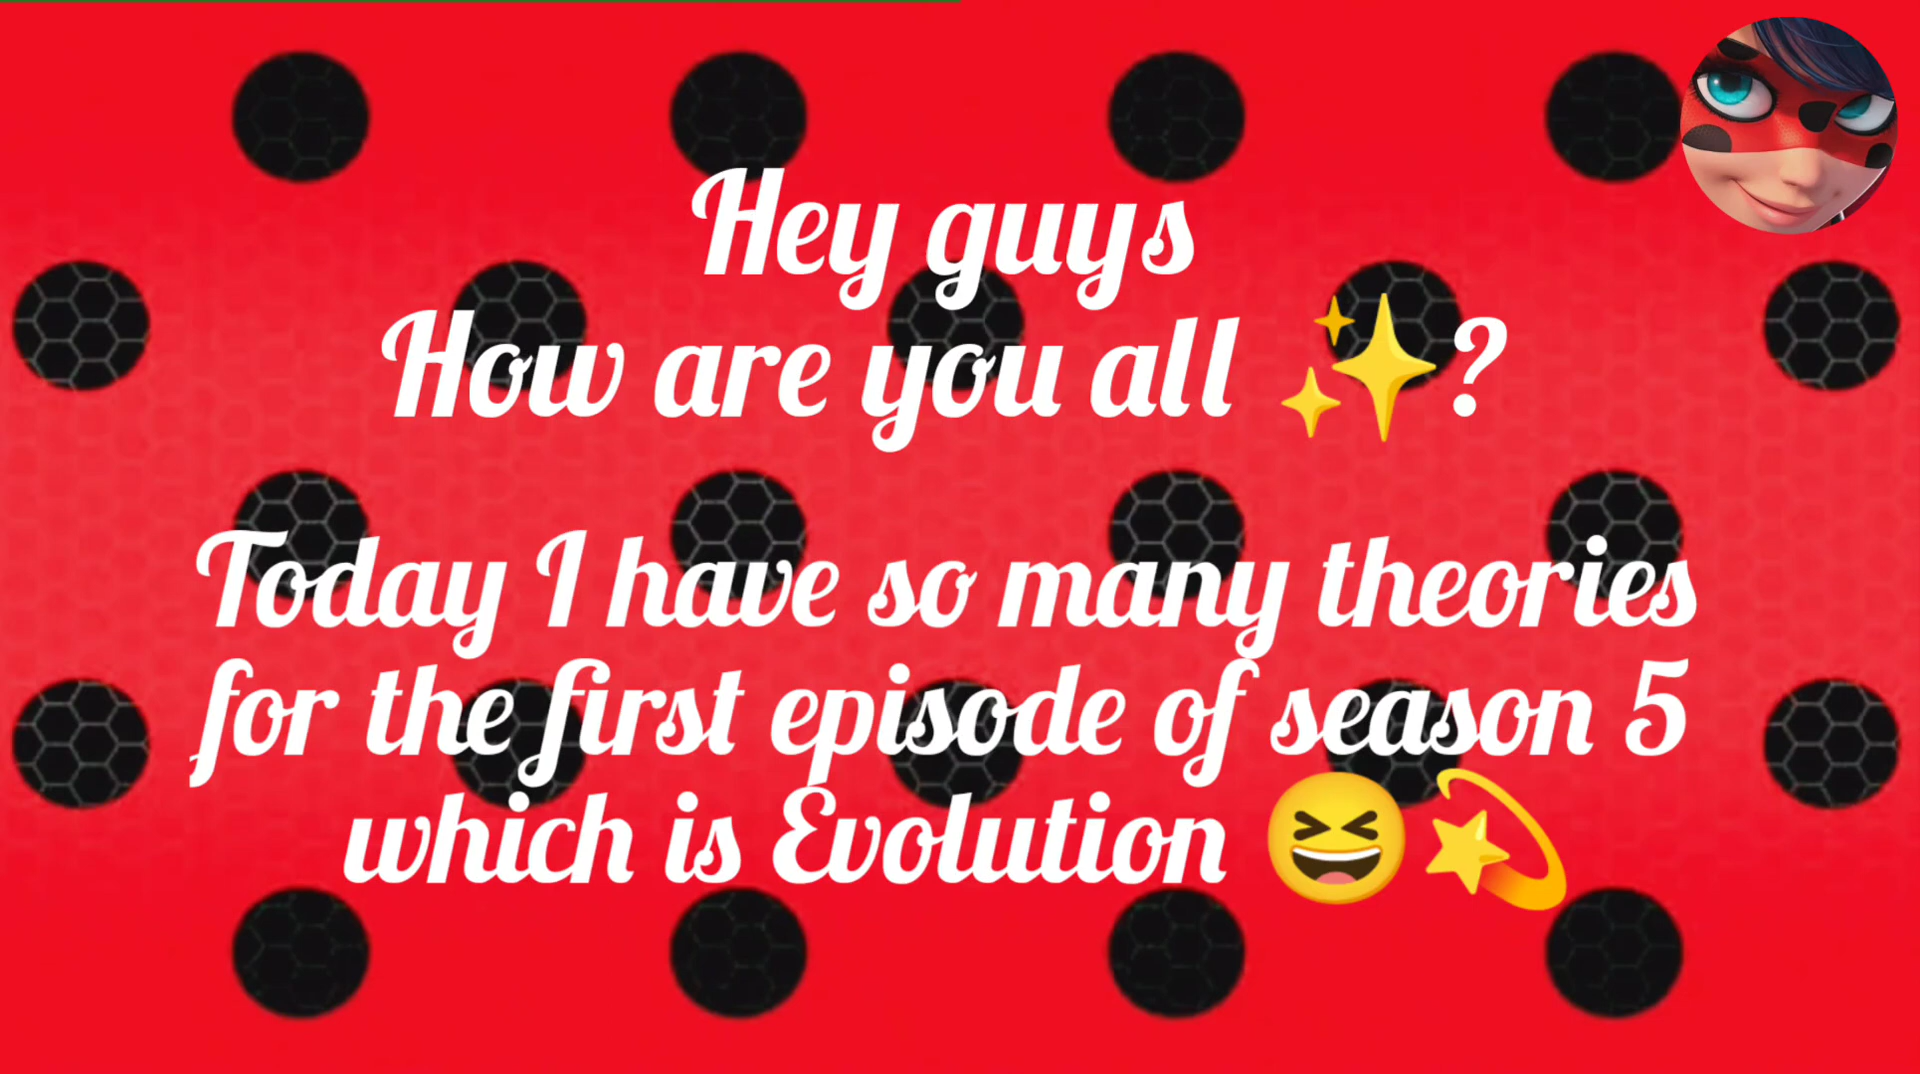 Hey guys
How are you all ✨?
Today I have so many theories
for the first episode of season 5
which is Evolution 😆💫